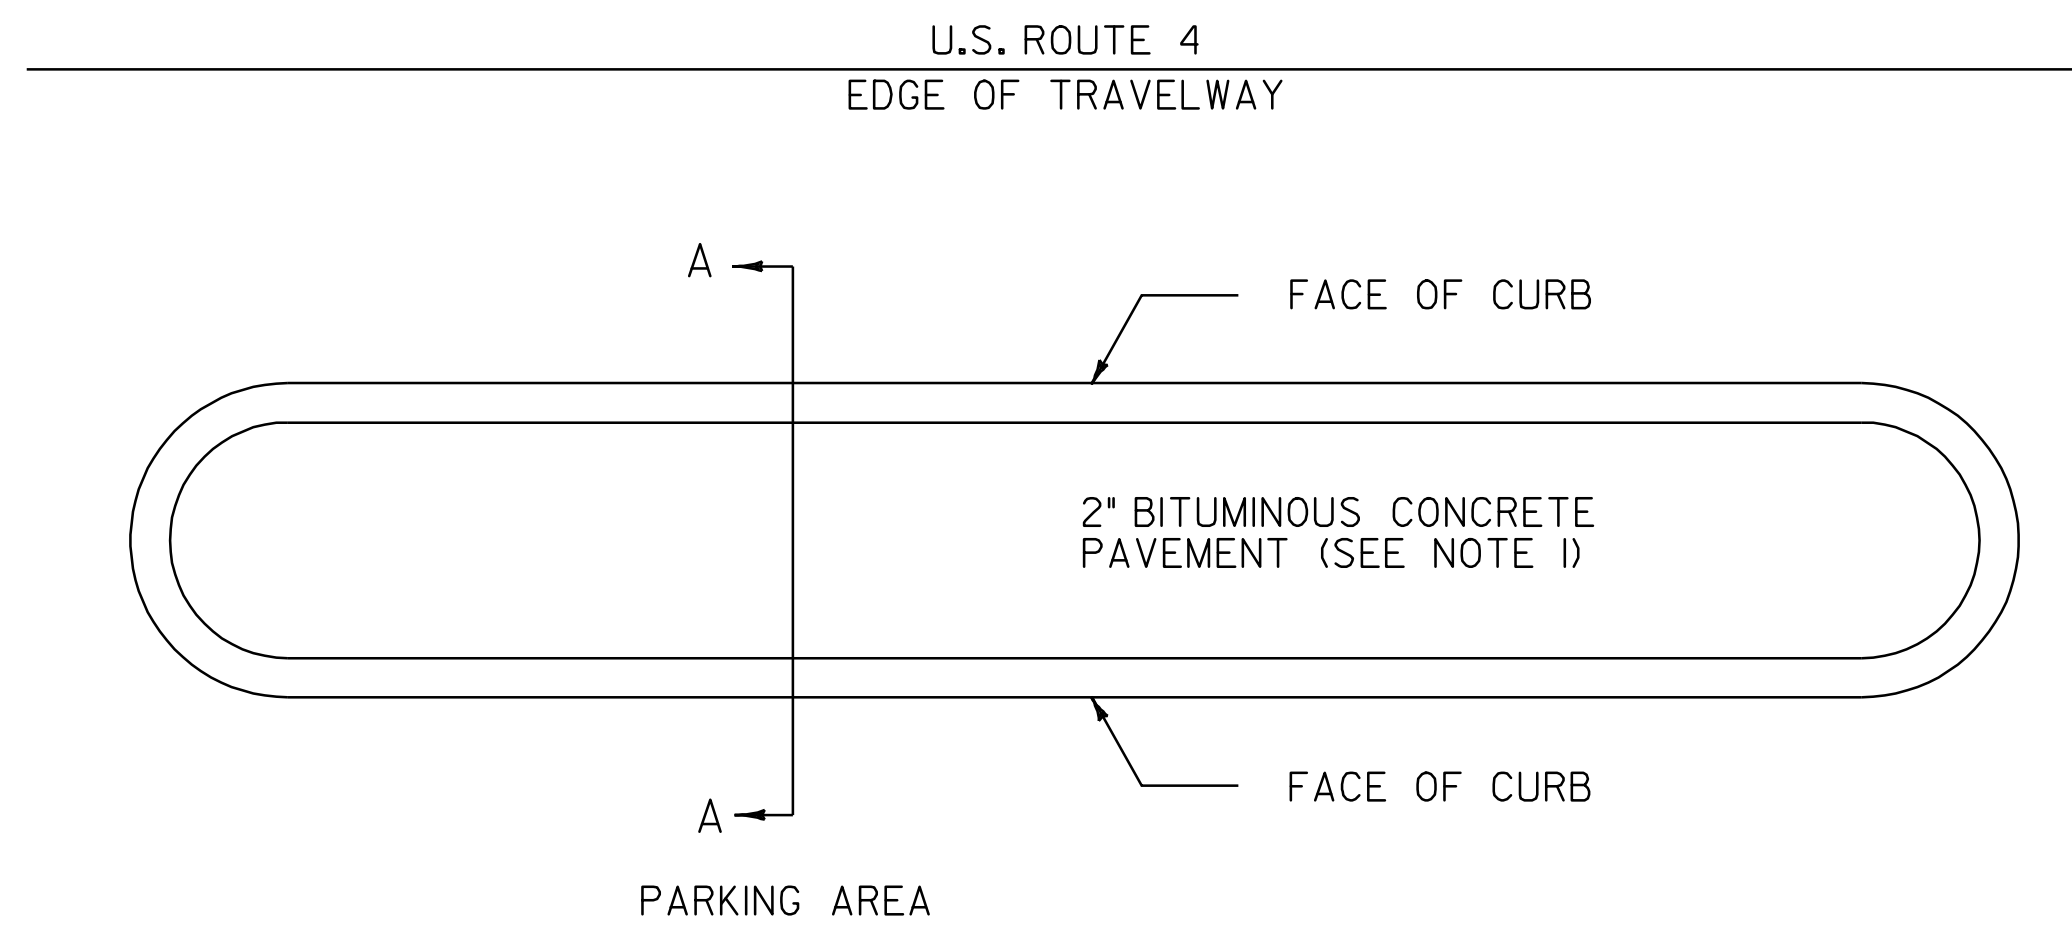 U.S. ROUTE 4
EDGE OF TRAVELWAY
A
FACE OF CURB
2" BITUMINOUS CONCRETE
PAVEMENT (SEE NOTE 1)
FACE OF CURB
A
PARKING AREA